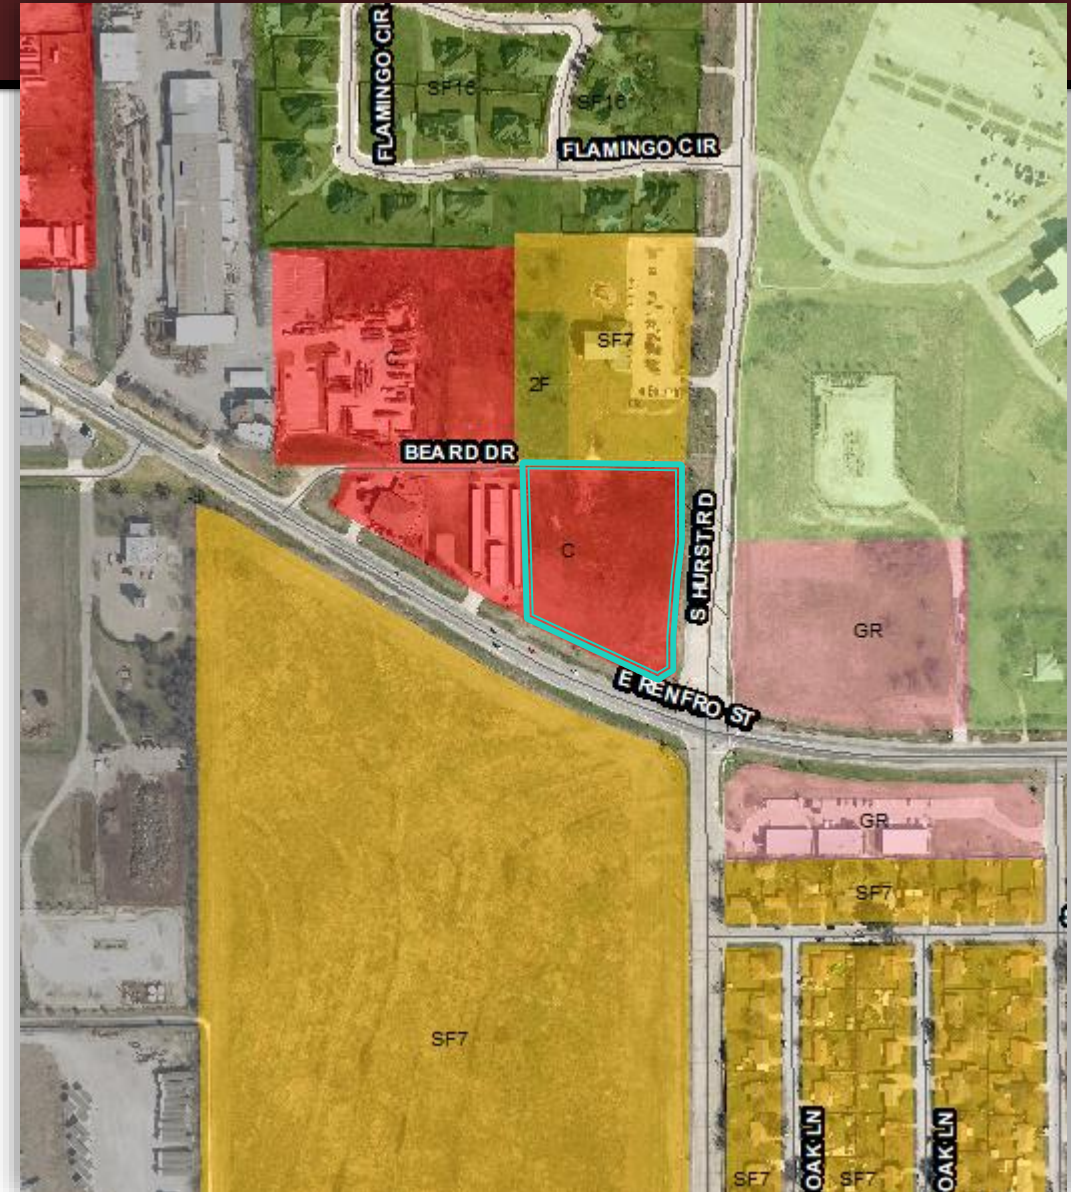 FLAMINGO CIR
SF16
SF16
FLAMINGO CIR
SF7
2F
C
BEARD DR
C
S HURST RD
GR
E RENFRO ST
GR
SF7
SF7
OAK LN
OAK LN
SF7
SF7